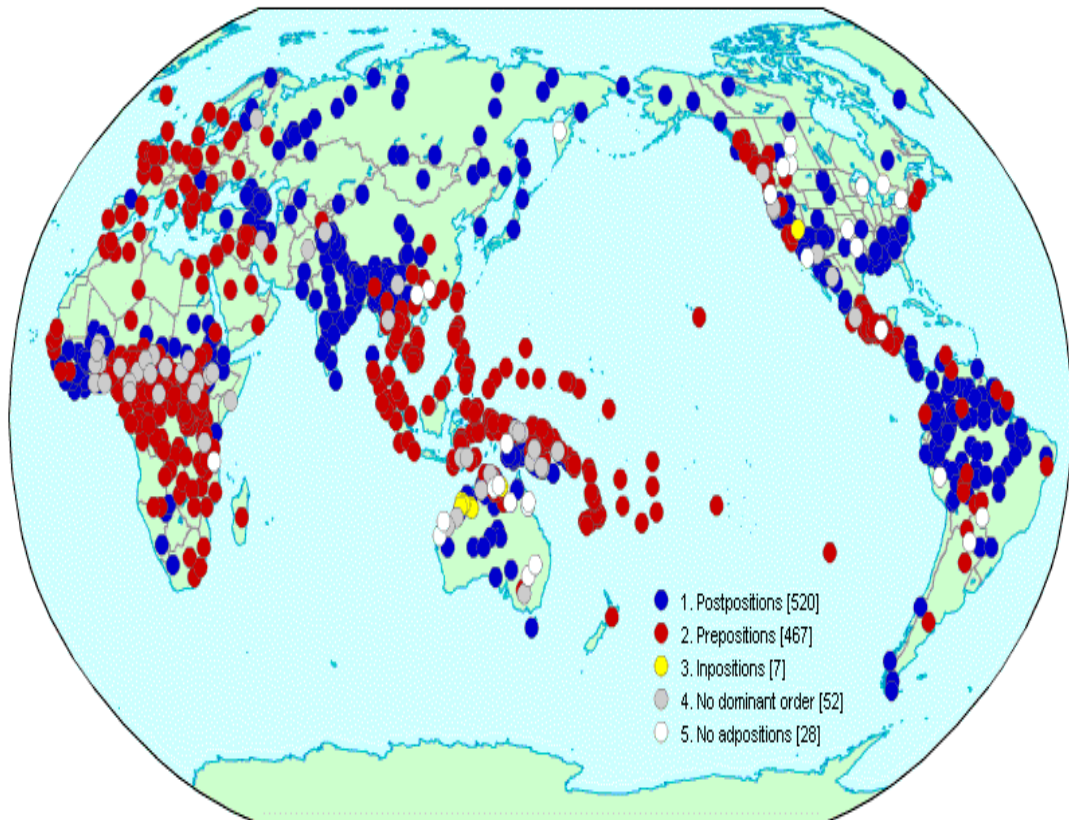 1. Postpositions [520]
2. Prepositions [467]
3. Inpositions [7]
4. No dominant order [52]
5. No adpositions [28]